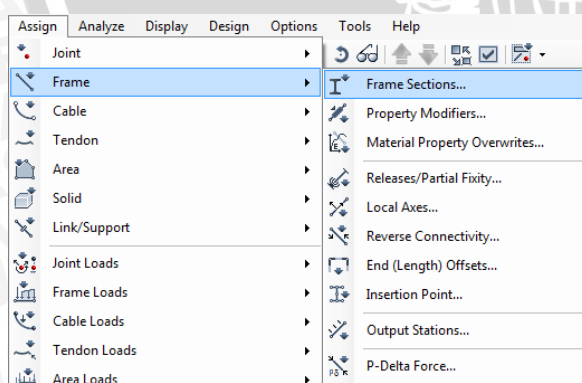 Assign Analyze Display Design Options Tools Help
Joint
Frame
Cable
Tendon
Area
Solid
Link/Support
Joint Loads
Frame Loads
Cable Loads
Tendon Loads
Area Loads
Frame Sections...
Property Modifiers...
Material Property Overwrites...
Releases/Partial Fixity...
Local Axes...
Reverse Connectivity...
End (Length) Offsets...
Insertion Point...
Output Stations...
P-Delta Force...